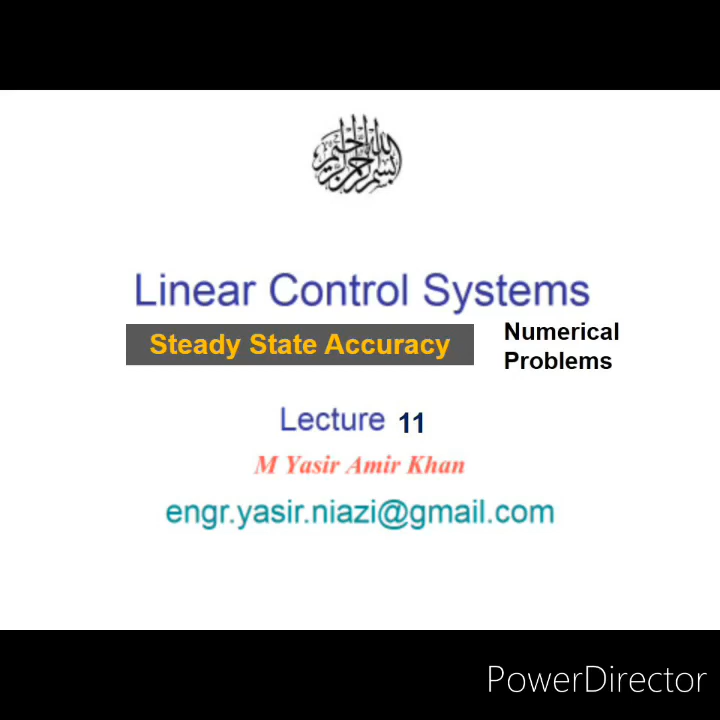 بسم الله الرحمن الرحيم
Linear Control Systems
Steady State Accuracy
Numerical
Problems
Lecture 11
M Yasir Amir Khan
engr.yasir.niazi@gmail.com
PowerDirector